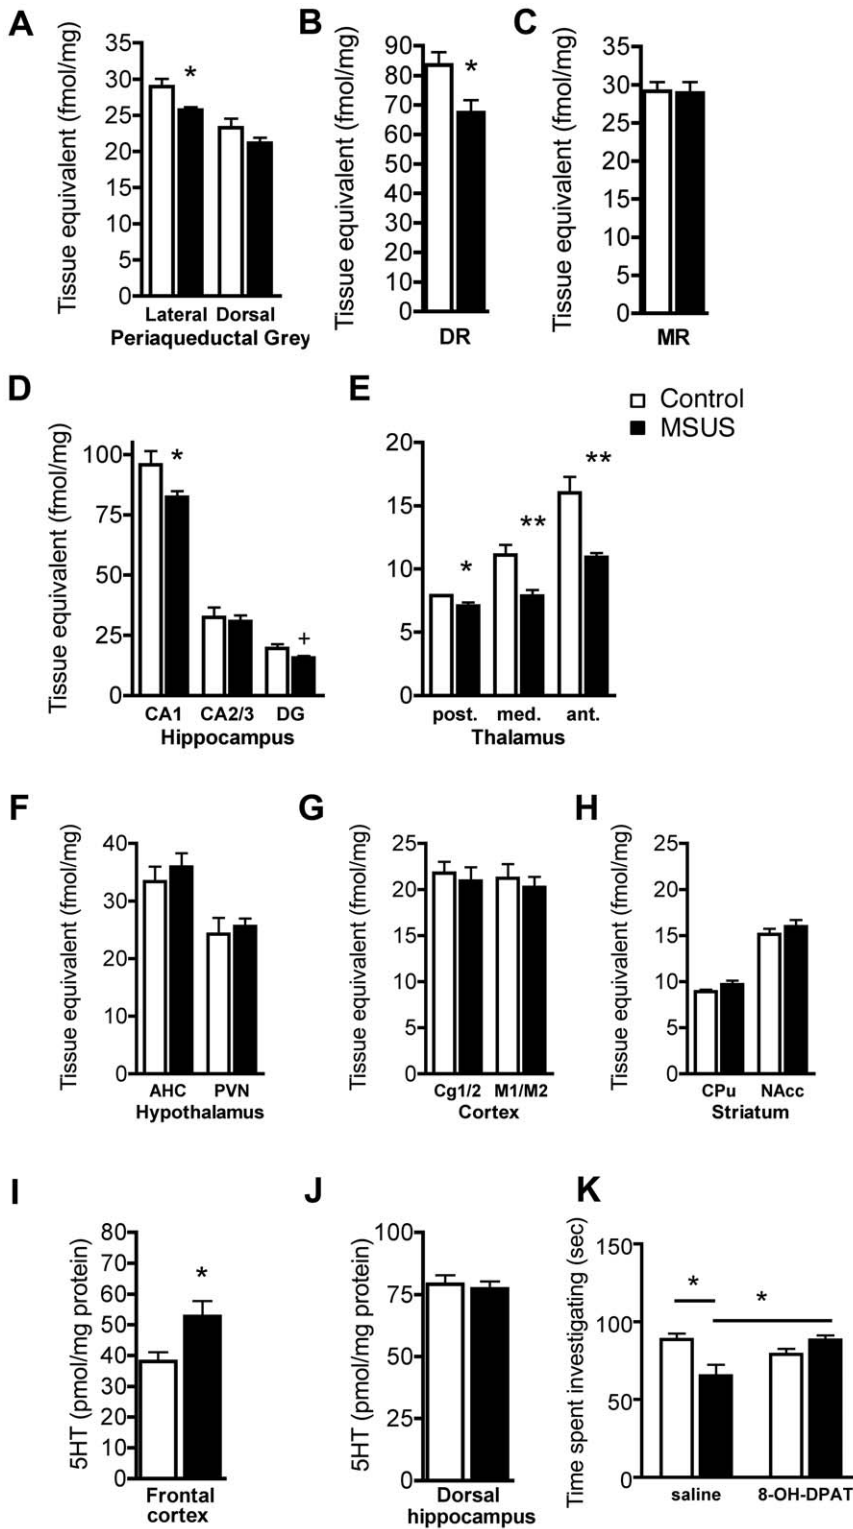 A
Tissue equivalent (fmol/mg)
35
30
25
20
15
10
5
0
*
Lateral Dorsal
Periaqueductal Grey
B
Tissue equivalent (fmol/mg)
90
80
70
60
50
40
30
20
10
0
*
DR
C
Tissue equivalent (fmol/mg)
35
30
25
20
15
10
5
0
MR
D
Tissue equivalent (fmol/mg)
100
75
50
25
0
*
+
CA1 CA2/3 DG
Hippocampus
E
Control
MSUS
20
15
10
5
0
*
**
**
post. med. ant.
Thalamus
F
Tissue equivalent (fmol/mg)
40
30
20
10
0
AHC PVN
Hypothalamus
G
Tissue equivalent (fmol/mg)
25
20
15
10
5
0
Cg1/2 M1/M2
Cortex
H
Tissue equivalent (fmol/mg)
25
20
15
10
5
0
CPu NAcc
Striatum
I
5HT (pmol/mg protein)
80
70
60
50
40
30
20
10
0
*
Frontal
cortex
J
5HT (pmol/mg protein)
100
75
50
25
0
Dorsal
hippocampus
K
Time spent investigating (sec)
150
100
50
0
*
*
saline 8-OH-DPAT